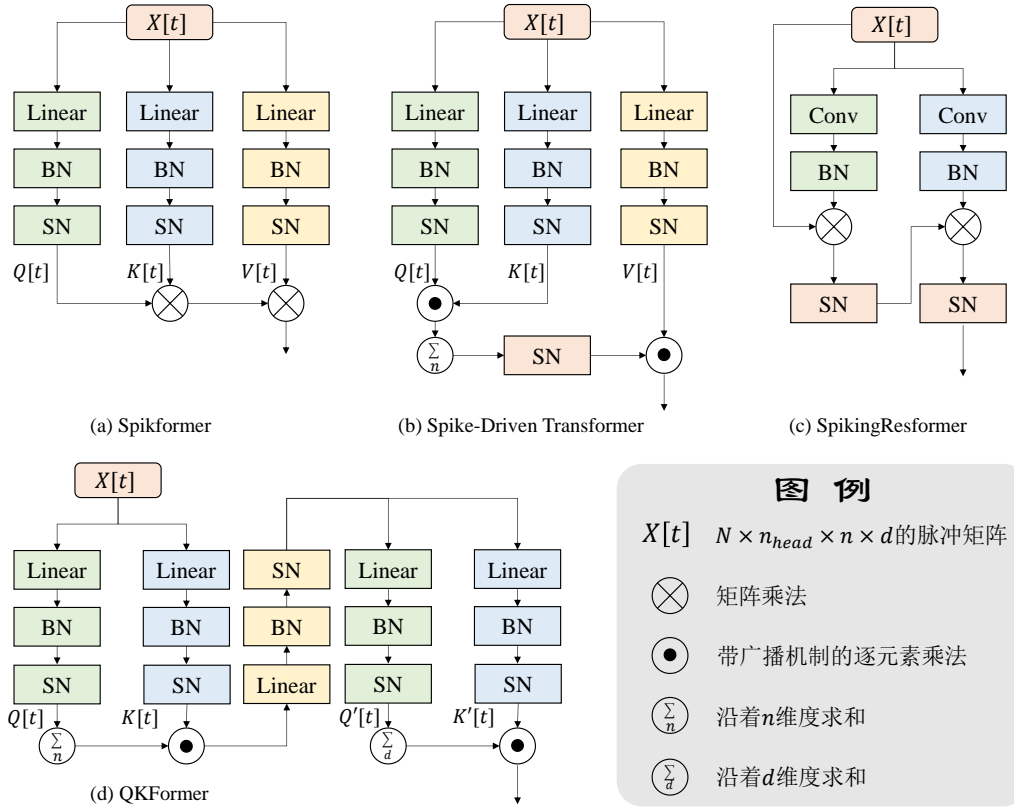 X[t]
Linear
Linear
Linear
BN
BN
BN
SN
SN
SN
Q[t]
K[t]
V[t]
(a) Spikformer
X[t]
Linear
Linear
Linear
BN
BN
BN
SN
SN
SN
Q[t]
K[t]
V[t]
∑
n
SN
(b) Spike-Driven Transformer
X[t]
Conv
Conv
BN
BN
SN
SN
(c) SpikingResformer
X[t]
Linear
Linear
SN
Linear
Linear
BN
BN
BN
BN
BN
SN
SN
Linear
SN
SN
Q[t]
K[t]
Q′[t]
K′[t]
∑
n
∑
d
(d) QKFormer
图 例
X[t] N × n_head × n × d的脉冲矩阵
矩阵乘法
带广播机制的逐元素乘法
∑
n
沿着n维度求和
∑
d
沿着d维度求和